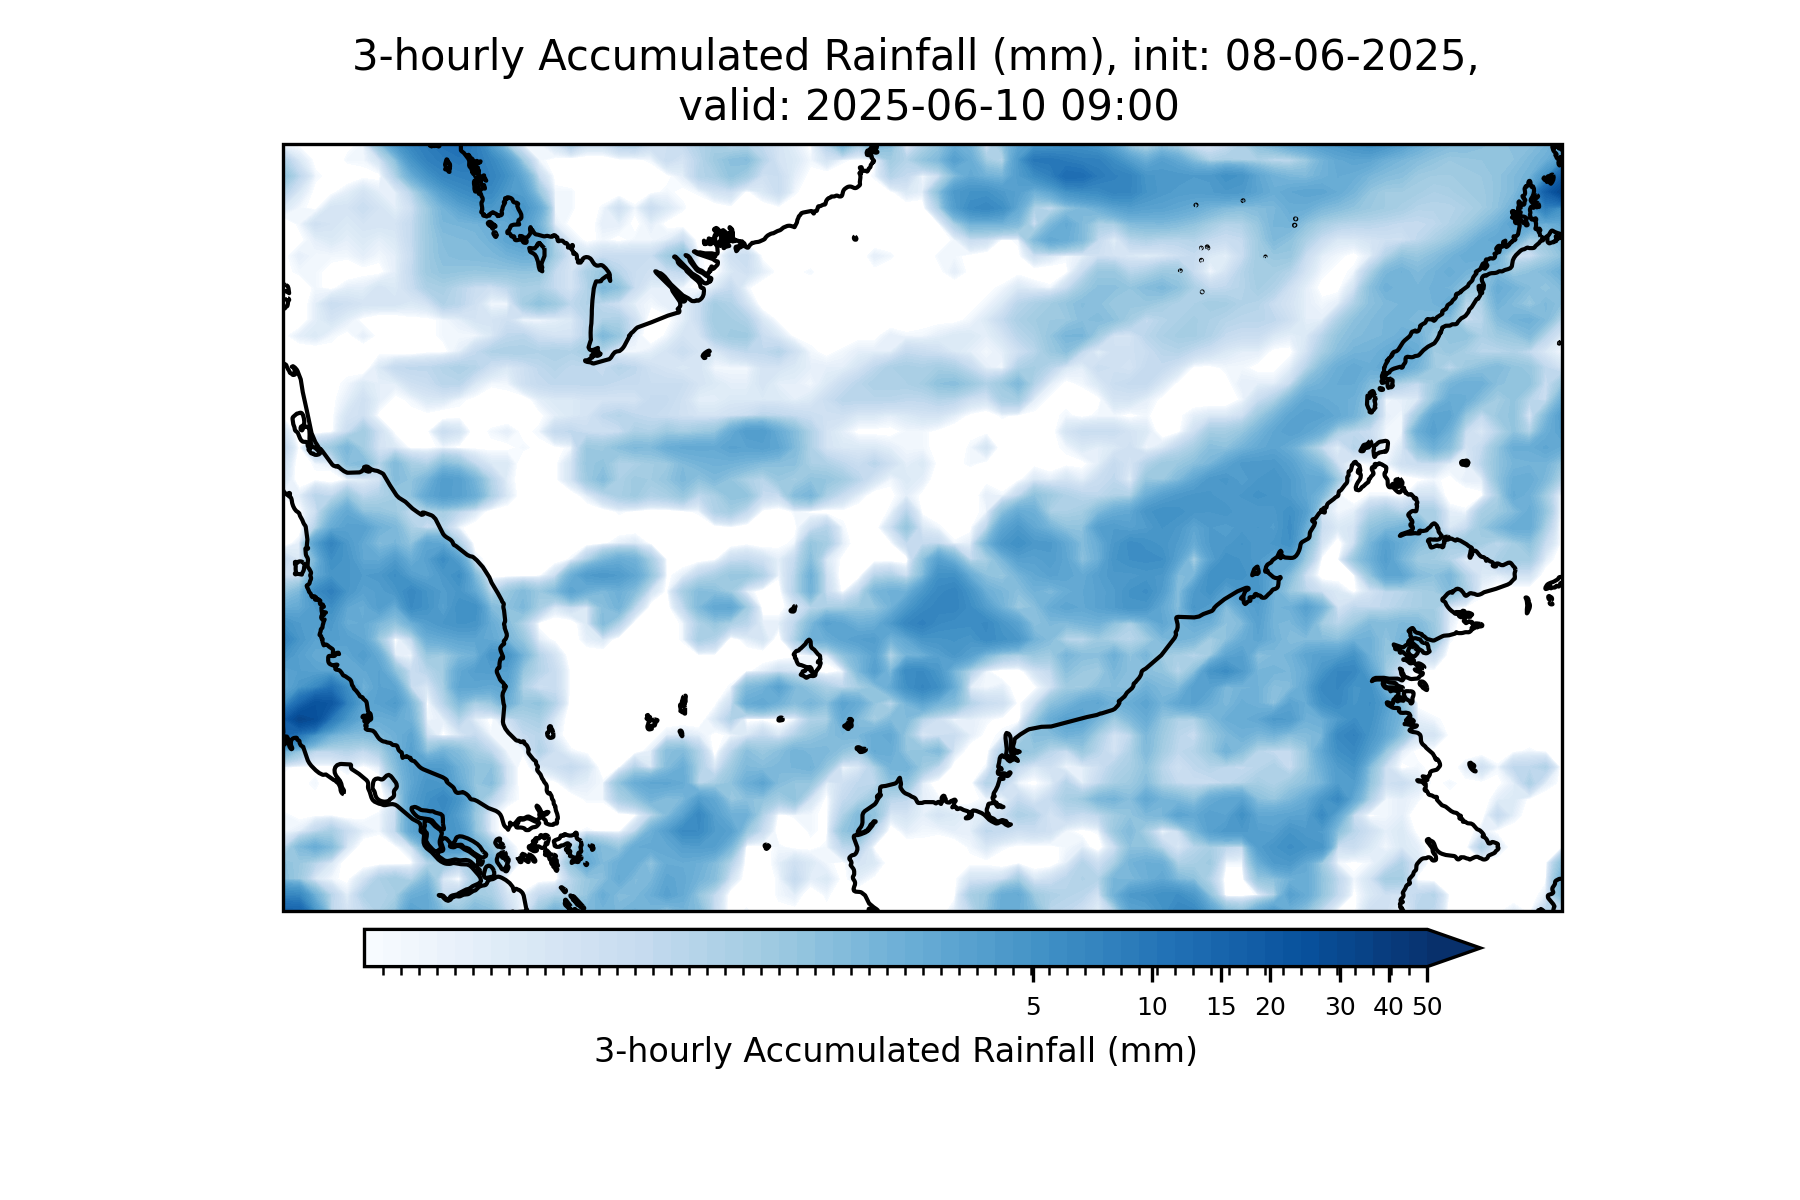 3-hourly Accumulated Rainfall (mm), init: 08-06-2025,
valid: 2025-06-10 09:00
5 10 15 20 30 40 50
3-hourly Accumulated Rainfall (mm)